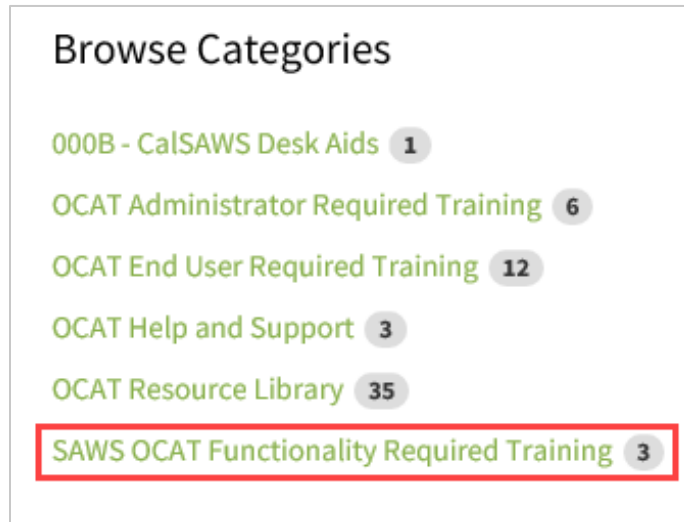 Browse Categories
000B - CalSAWS Desk Aids 1
OCAT Administrator Required Training 6
OCAT End User Required Training 12
OCAT Help and Support 3
OCAT Resource Library 35
SAWS OCAT Functionality Required Training 3